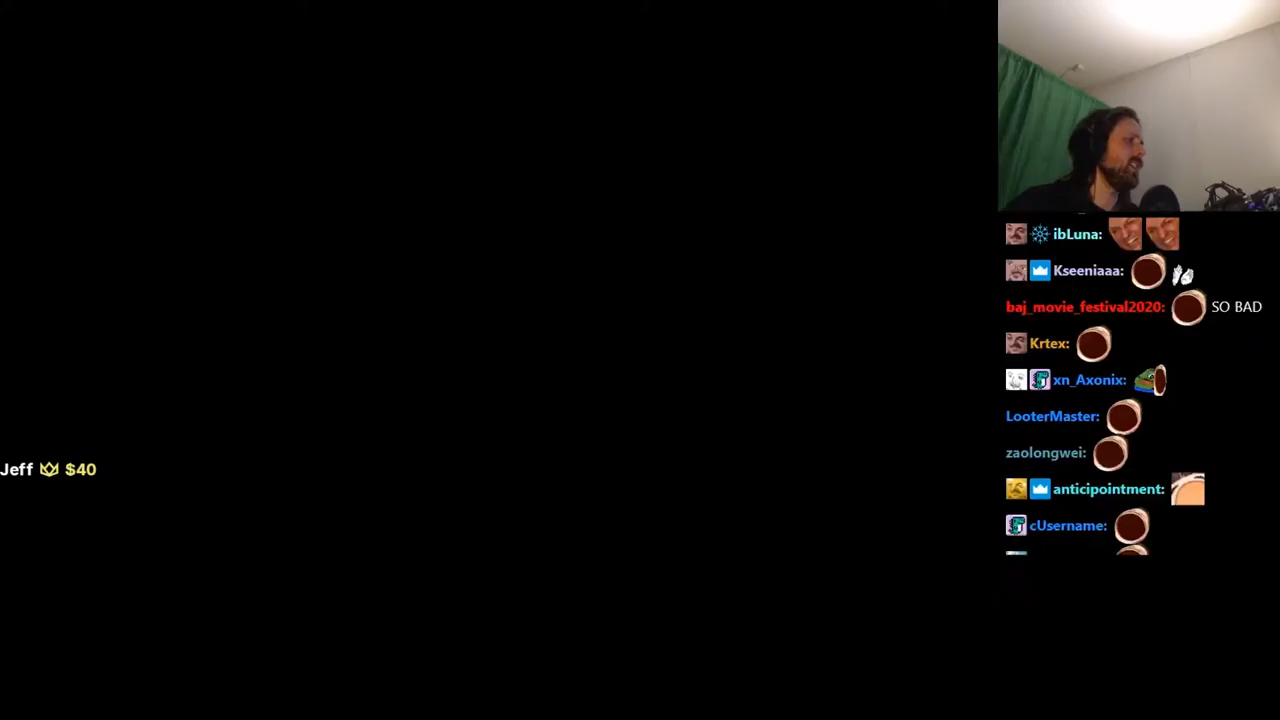 ibLuna:
Kseeniaaa:
baj_movie_festival2020: SO BAD
Krtex:
xn_Axonix:
LooterMaster:
Jeff $40
zaolongwei:
anticipointment:
cUsername: